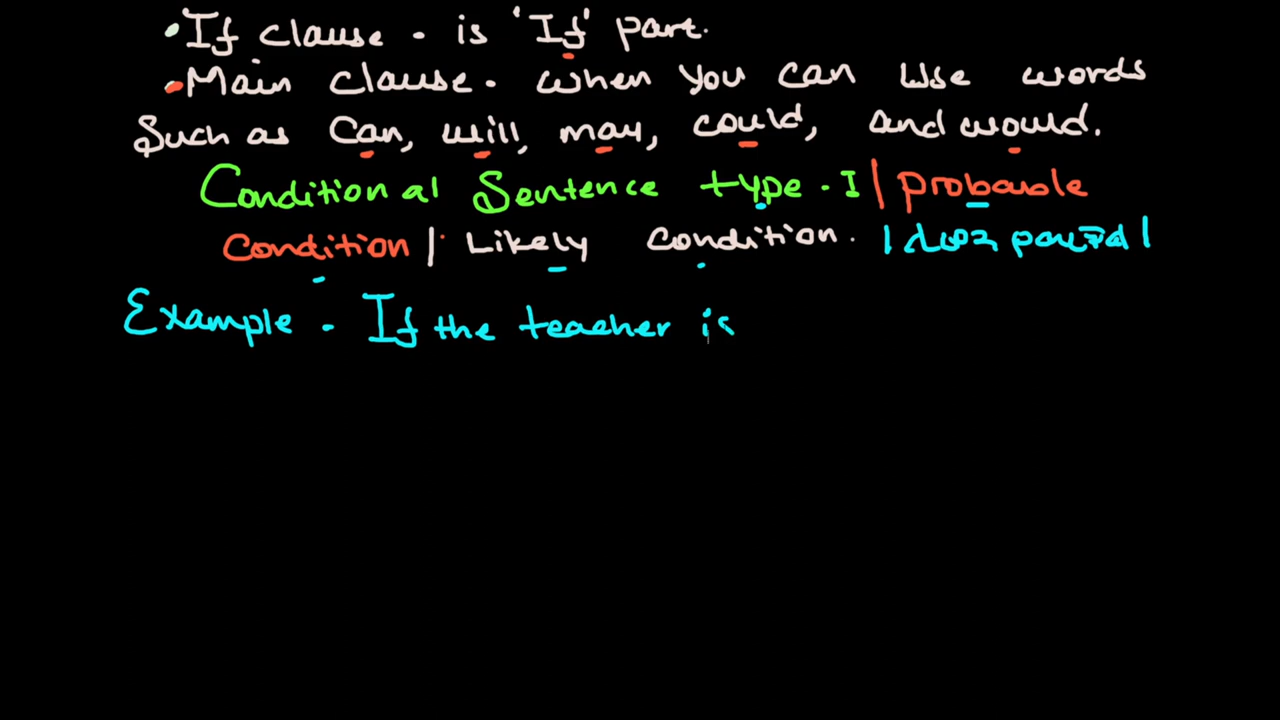 • If clause - is 'If' part.
• Main clause - When you can use words
Such as Can, will, may, could, and would.
Conditional Sentence type - I | Probable
Condition | Likely condition. |
Example - If the teacher is